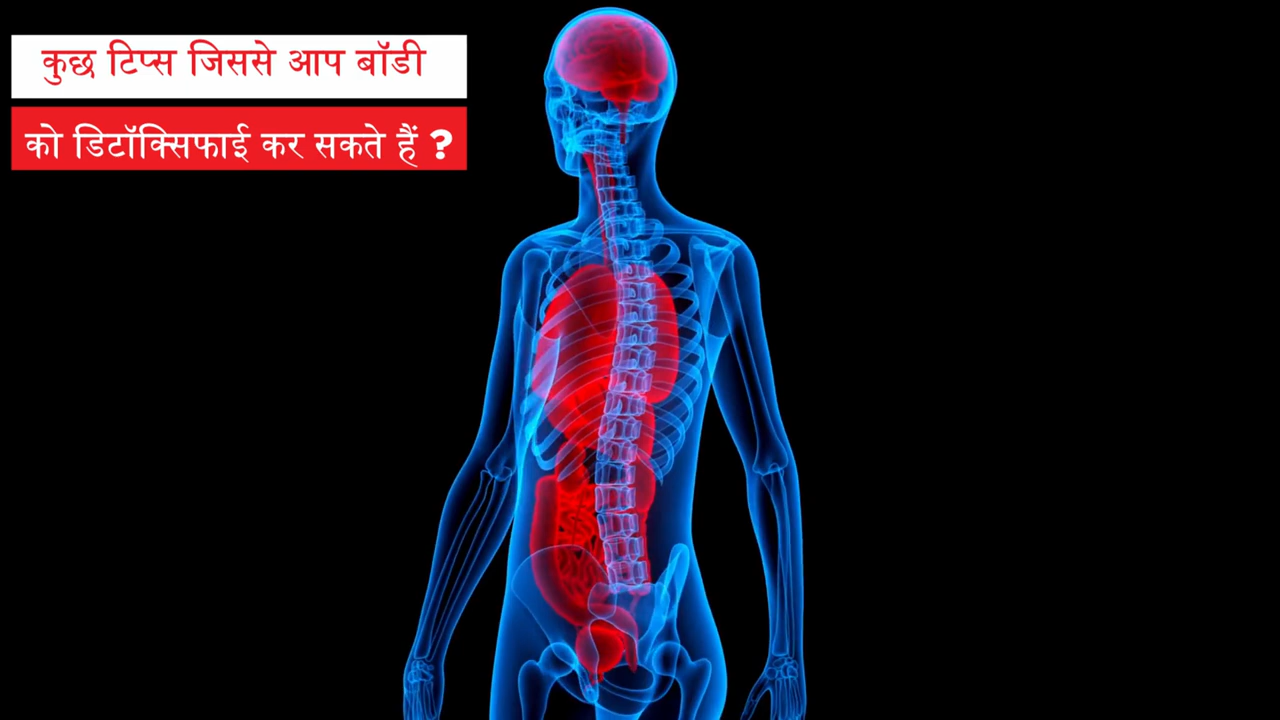 कुछ टिप्स जिससे आप बॉडी
को डिटॉक्सिफाई कर सकते हैं ?